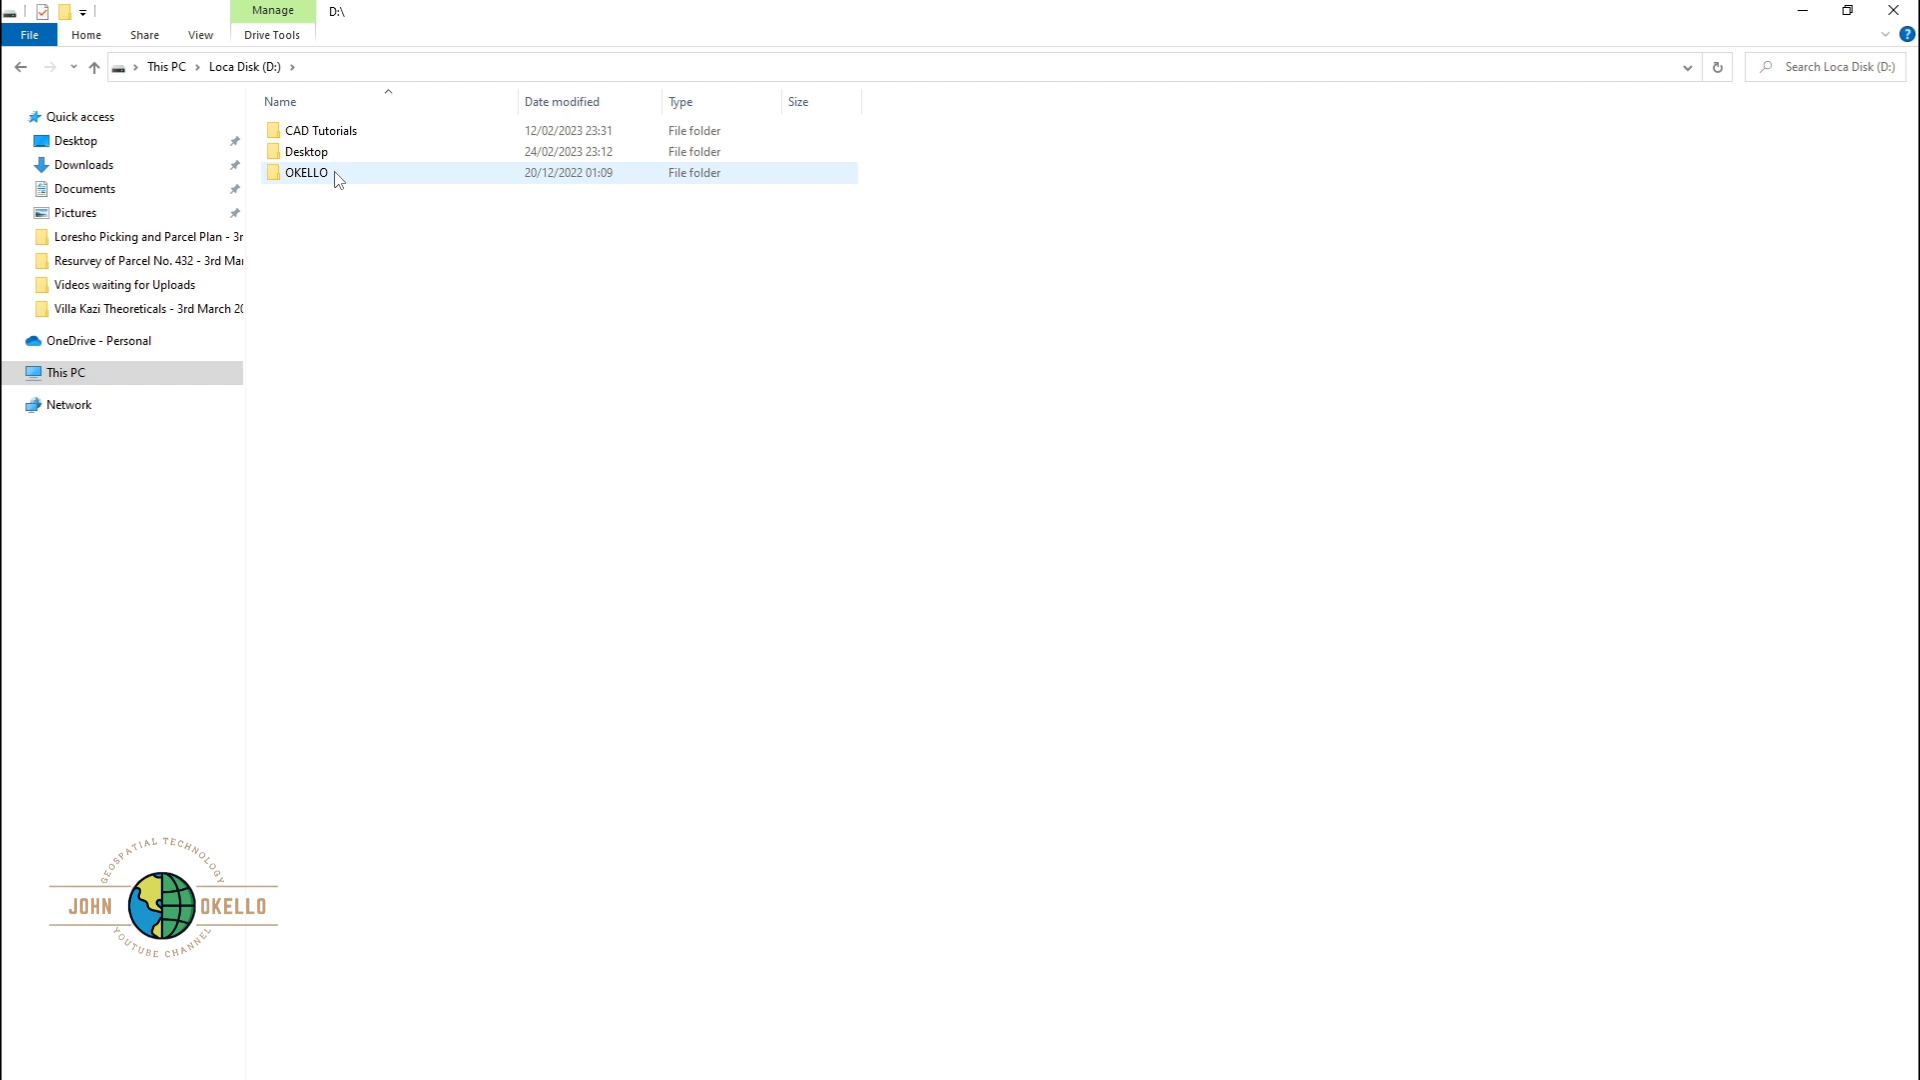 Manage
D:\
File
Home
Share
View
Drive Tools
This PC
Loca Disk (D:)
Search Loca Disk (D:)
Name
Date modified
Type
Size
Quick access
Desktop
Downloads
Documents
Pictures
Loresho Picking and Parcel Plan - 3r
Resurvey of Parcel No. 432 - 3rd Mar
Videos waiting for Uploads
Villa Kazi Theoreticals - 3rd March 20
OneDrive - Personal
This PC
Network
CAD Tutorials 12/02/2023 23:31 File folder
Desktop 24/02/2023 23:12 File folder
OKELLO 20/12/2022 01:09 File folder
GEOSPATIAL TECHNOLOGY
JOHN OKELLO
YOUTUBE CHANNEL